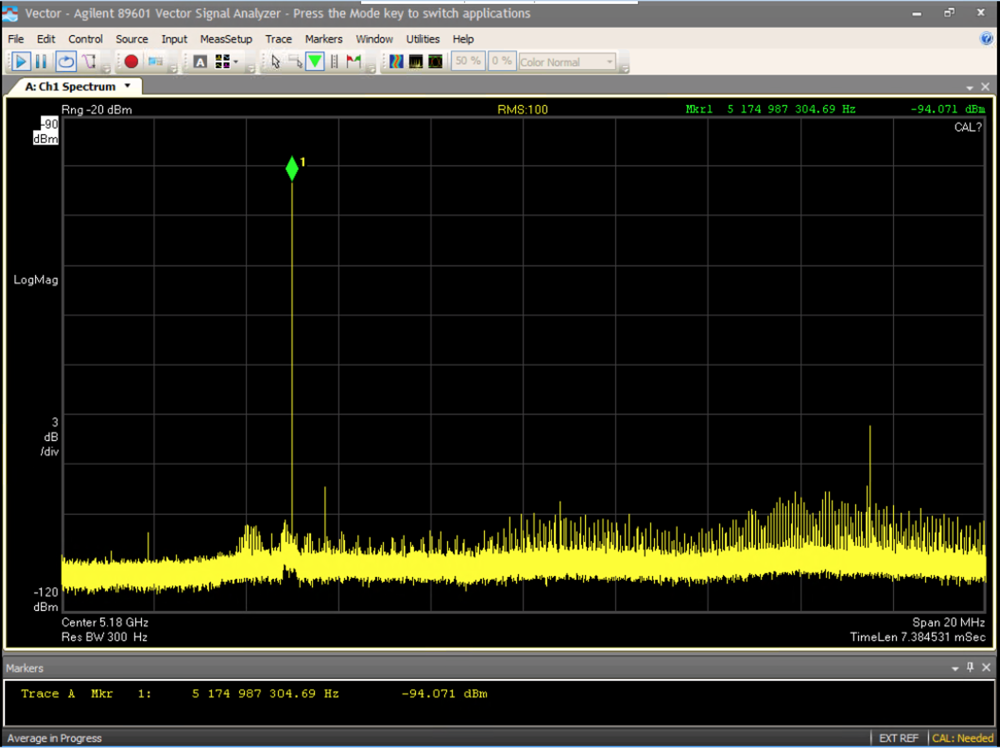 Vector - Agilent 89601 Vector Signal Analyzer - Press the Mode key to switch applications
File Edit Control Source Input MeasSetup Trace Markers Window Utilities Help
A 50 % 0 % Color Normal
A: Ch1 Spectrum
Rng -20 dBm RMS:100 Mkr1 5 174 987 304.69 Hz -94.071 dBm
-90
dBm
CAL?
1
LogMag
3
dB
/div
-120
dBm
Center 5.18 GHz Span 20 MHz
Res BW 300 Hz TimeLen 7.384531 mSec
Markers
Trace A Mkr 1: 5 174 987 304.69 Hz -94.071 dBm
Average in Progress EXT REF CAL: Needed